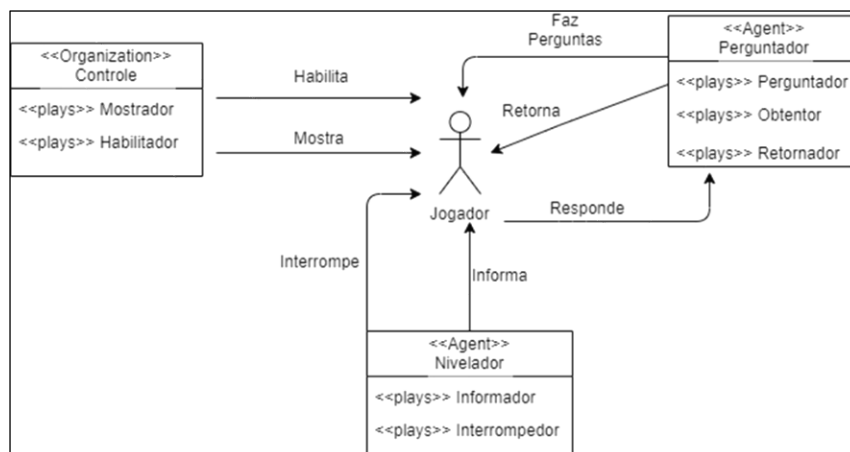 <<Organization>>
Controle
<<plays>> Mostrador
<<plays>> Habilitador
Habilita
Mostra
Faz
Perguntas
<<Agent>>
Perguntador
<<plays>> Perguntador
<<plays>> Obtentor
<<plays>> Retornador
Retorna
Jogador
Responde
Interrompe
Informa
<<Agent>>
Nivelador
<<plays>> Informador
<<plays>> Interrompedor